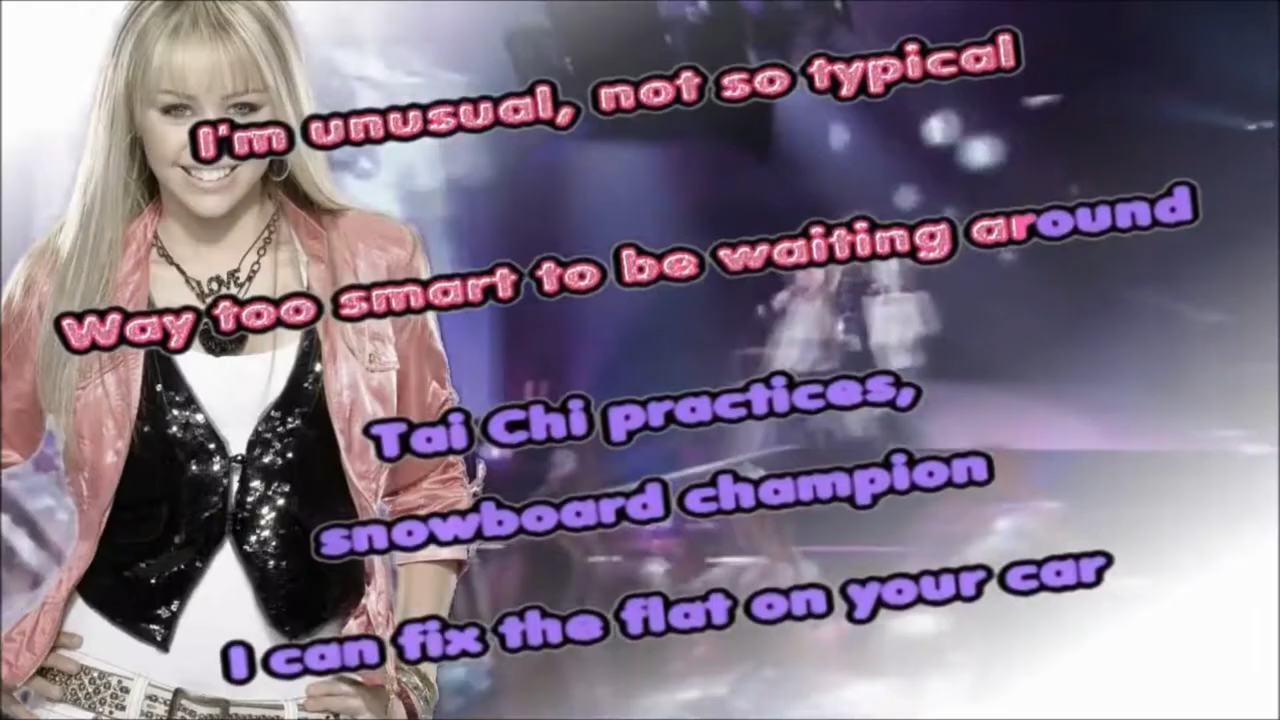 I'm unusual, not so typical
Way too smart to be waiting around
Tai Chi practices,
snowboard champion
I can fix the flat on your car
LOVE